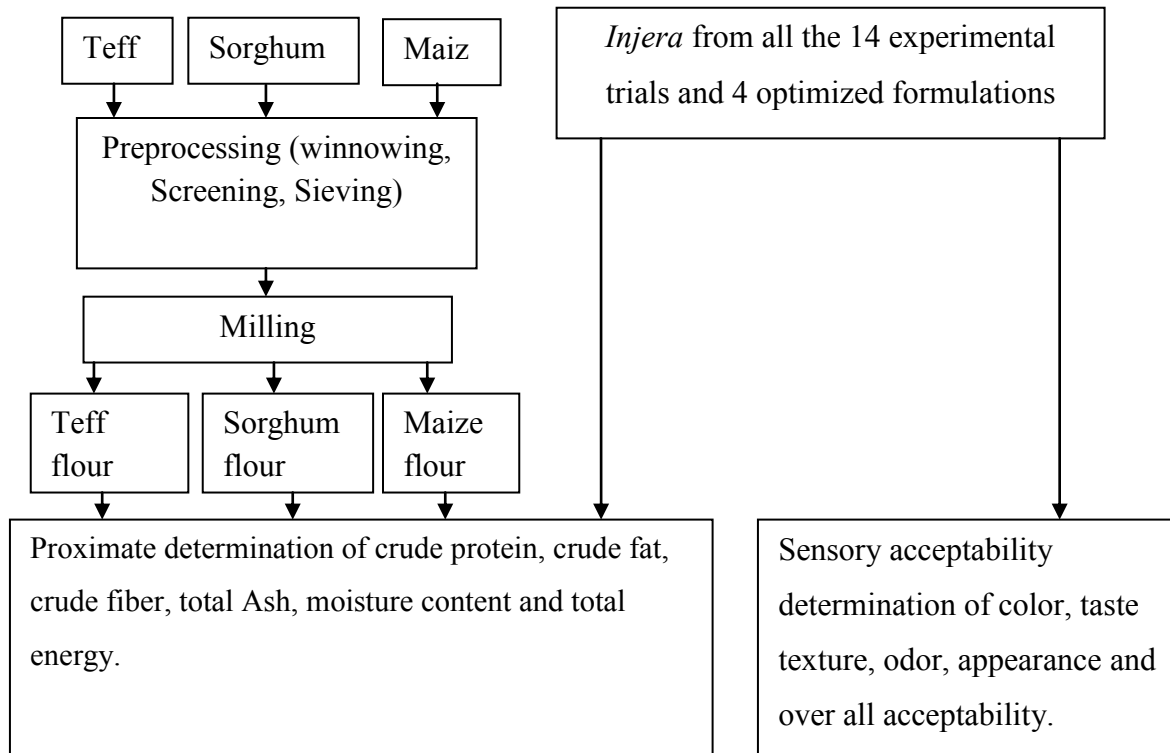 Teff
Sorghum
Maiz
Preprocessing (winnowing,
Screening, Sieving)
Milling
Teff
flour
Sorghum
flour
Maize
flour
Injera from all the 14 experimental
trials and 4 optimized formulations
Proximate determination of crude protein, crude fat,
crude fiber, total Ash, moisture content and total
energy.
Sensory acceptability
determination of color, taste
texture, odor, appearance and
over all acceptability.